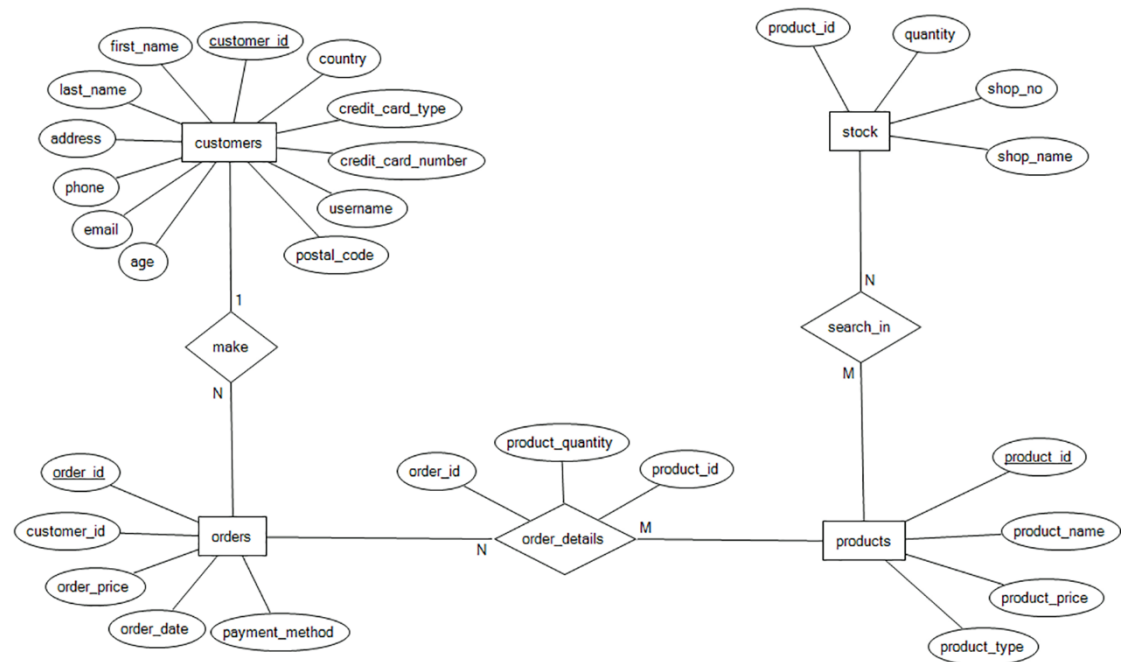 product_id
quantity
shop_no
shop_name
stock
first_name
customer_id
country
last_name
credit_card_type
address
customers
credit_card_number
phone
username
email
age
postal_code
1
make
N
N
search_in
M
order_id
customer_id
orders
order_price
order_date
payment_method
product_quantity
order_id
product_id
N
order_details
M
product_id
product_name
products
product_price
product_type